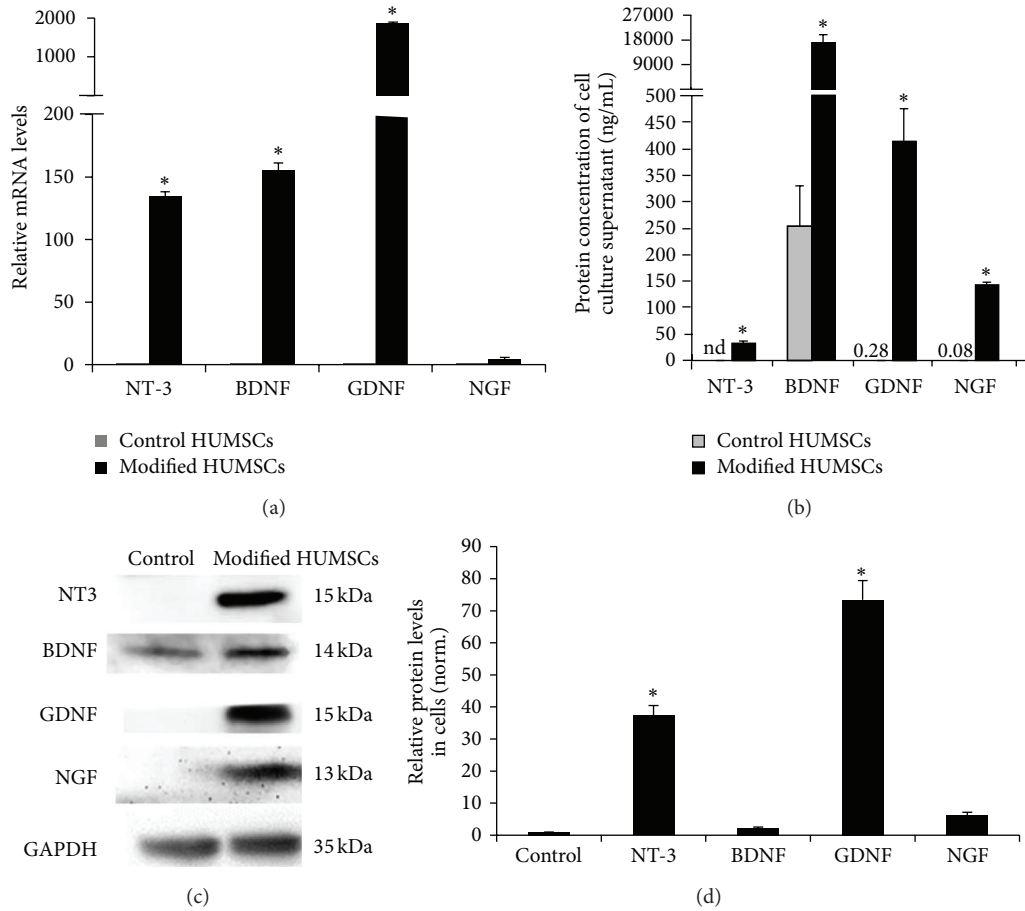 2000
1000
200
150
100
50
0
Relative mRNA levels
*
*
*
NT-3 BDNF GDNF NGF
Control HUMSCs
Modified HUMSCs
(a)
27000
18000
9000
500
450
400
350
300
250
200
150
100
50
0
Protein concentration of cell
culture supernatant (ng/mL)
*
*
*
*
nd
0.28
0.08
NT-3 BDNF GDNF NGF
Control HUMSCs
Modified HUMSCs
(b)
Control Modified HUMSCs
NT3 15 kDa
BDNF 14 kDa
GDNF 15 kDa
NGF 13 kDa
GAPDH 35 kDa
(c)
90
80
70
60
50
40
30
20
10
0
Relative protein levels
in cells (norm.)
*
*
Control NT-3 BDNF GDNF NGF
(d)